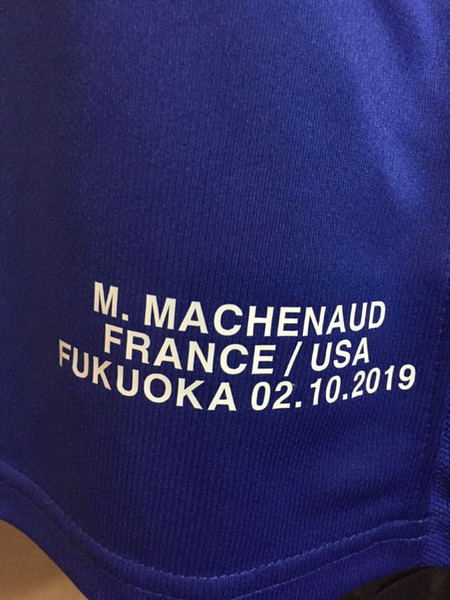 M. MACHENAUD
FRANCE / USA
FUKUOKA 02.10.2019